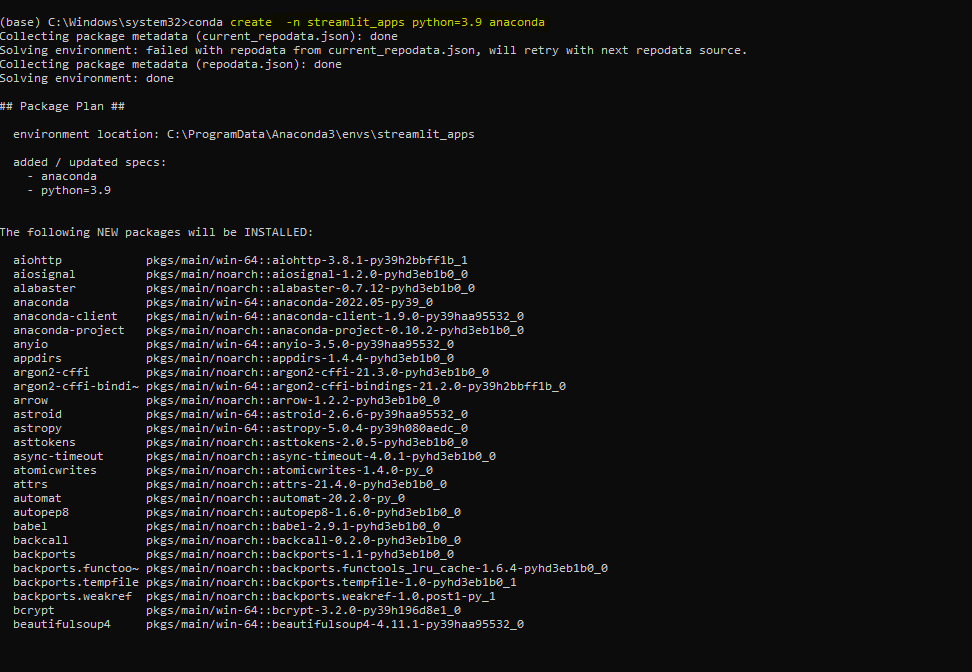 (base) C:\Windows\system32>conda create  -n streamlit_apps python=3.9 anaconda
Collecting package metadata (current_repodata.json): done
Solving environment: failed with repodata from current_repodata.json, will retry with next repodata source.
Collecting package metadata (repodata.json): done
Solving environment: done
## Package Plan ##
environment location: C:\ProgramData\Anaconda3\envs\streamlit_apps
added / updated specs:
- anaconda
- python=3.9
The following NEW packages will be INSTALLED:
aiohttp pkgs/main/win-64::aiohttp-3.8.1-py39h2bbff1b_1
aiosignal pkgs/main/noarch::aiosignal-1.2.0-pyhd3eb1b0_0
alabaster pkgs/main/noarch::alabaster-0.7.12-pyhd3eb1b0_0
anaconda pkgs/main/win-64::anaconda-2022.05-py39_0
anaconda-client pkgs/main/win-64::anaconda-client-1.9.0-py39haa95532_0
anaconda-project pkgs/main/noarch::anaconda-project-0.10.2-pyhd3eb1b0_0
anyio pkgs/main/win-64::anyio-3.5.0-py39haa95532_0
appdirs pkgs/main/noarch::appdirs-1.4.4-pyhd3eb1b0_0
argon2-cffi pkgs/main/noarch::argon2-cffi-21.3.0-pyhd3eb1b0_0
argon2-cffi-bindi~ pkgs/main/win-64::argon2-cffi-bindings-21.2.0-py39h2bbff1b_0
arrow pkgs/main/noarch::arrow-1.2.2-pyhd3eb1b0_0
astroid pkgs/main/win-64::astroid-2.6.6-py39haa95532_0
astropy pkgs/main/win-64::astropy-5.0.4-py39h080aedc_0
asttokens pkgs/main/noarch::asttokens-2.0.5-pyhd3eb1b0_0
async-timeout pkgs/main/noarch::async-timeout-4.0.1-pyhd3eb1b0_0
atomicwrites pkgs/main/noarch::atomicwrites-1.4.0-py_0
attrs pkgs/main/noarch::attrs-21.4.0-pyhd3eb1b0_0
automat pkgs/main/noarch::automat-20.2.0-py_0
autopep8 pkgs/main/noarch::autopep8-1.6.0-pyhd3eb1b0_0
babel pkgs/main/noarch::babel-2.9.1-pyhd3eb1b0_0
backcall pkgs/main/noarch::backcall-0.2.0-pyhd3eb1b0_0
backports pkgs/main/noarch::backports-1.1-pyhd3eb1b0_0
backports.functoo~ pkgs/main/noarch::backports.functools_lru_cache-1.6.4-pyhd3eb1b0_0
backports.tempfile pkgs/main/noarch::backports.tempfile-1.0-pyhd3eb1b0_1
backports.weakref pkgs/main/noarch::backports.weakref-1.0.post1-py_1
bcrypt pkgs/main/win-64::bcrypt-3.2.0-py39h196d8e1_0
beautifulsoup4 pkgs/main/win-64::beautifulsoup4-4.11.1-py39haa95532_0